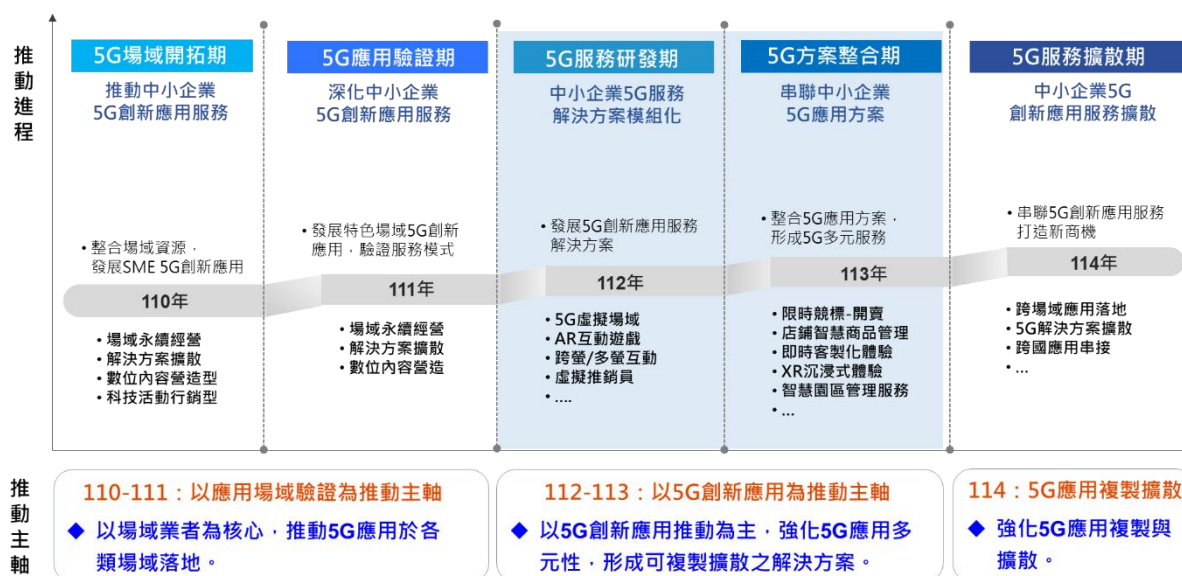 推動進程
5G場域開拓期
推動中小企業
5G創新應用服務
• 整合場域資源，
發展SME 5G創新應用
110年
• 場域永續經營
• 解決方案擴散
• 數位內容營造型
• 科技活動行銷型
5G應用驗證期
深化中小企業
5G創新應用服務
• 發展特色場域5G創新
應用，驗證服務模式
111年
• 場域永續經營
• 解決方案擴散
• 數位內容營造
5G服務研發期
中小企業5G服務
解決方案模組化
• 發展5G創新應用服務
解決方案
112年
• 5G虛擬場域
• AR互動遊戲
• 跨螢/多螢互動
• 虛擬推銷員
• ....
5G方案整合期
串聯中小企業
5G應用方案
• 整合5G應用方案，
形成5G多元服務
113年
• 限時競標-開賣
• 店鋪智慧商品管理
• 即時客製化體驗
• XR沉浸式體驗
• 智慧園區管理服務
• ...
5G服務擴散期
中小企業5G
創新應用服務擴散
• 串聯5G創新應用服務
打造新商機
114年
• 跨場域應用落地
• 5G解決方案擴散
• 跨國應用串接
• ...
推動主軸
110-111：以應用場域驗證為推動主軸
◆ 以場域業者為核心，推動5G應用於各
類場域落地。
112-113：以5G創新應用為推動主軸
◆ 以5G創新應用推動為主，強化5G應用多
元性，形成可複製擴散之解決方案。
114：5G應用複製擴散
◆ 強化5G應用複製與
擴散。